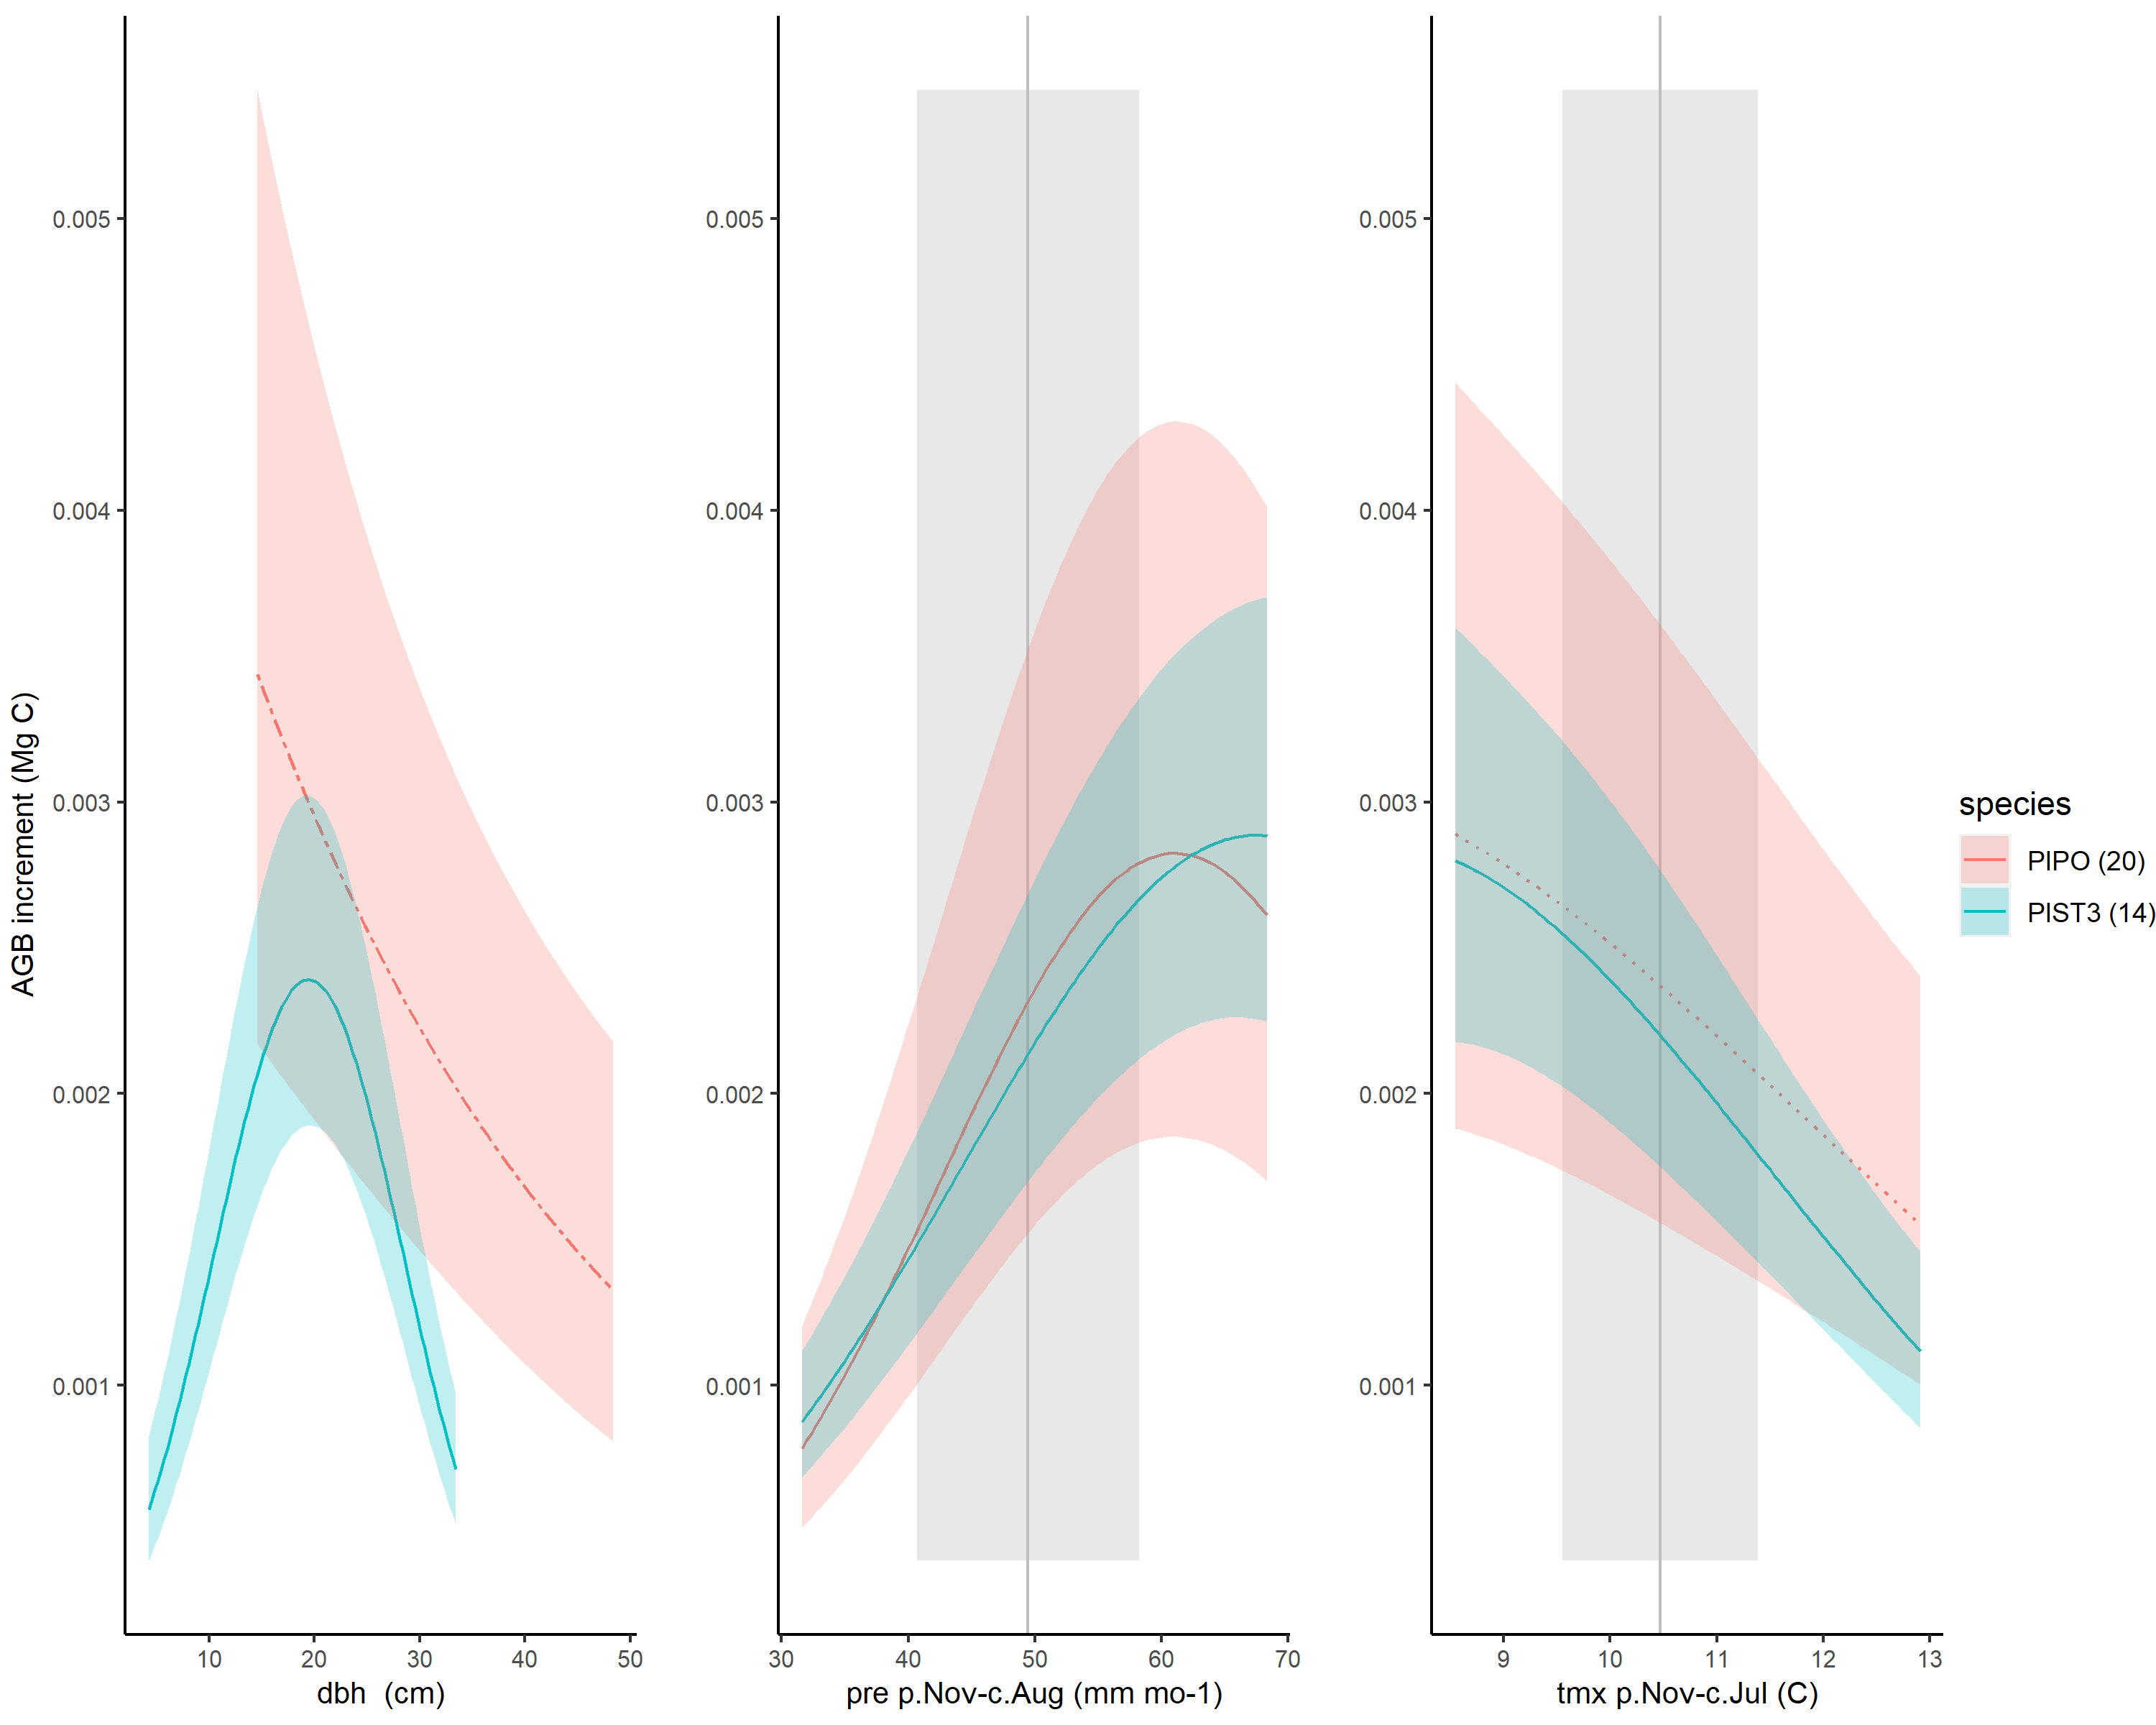 AGB increment (Mg C)
0.005
0.004
0.003
0.002
0.001
10 20 30 40 50
dbh  (cm)
0.005
0.004
0.003
0.002
0.001
30 40 50 60 70
pre p.Nov-c.Aug (mm mo-1)
0.005
0.004
0.003
0.002
0.001
9 10 11 12 13
tmx p.Nov-c.Jul (C)
species
PIPO (20)
PIST3 (14)